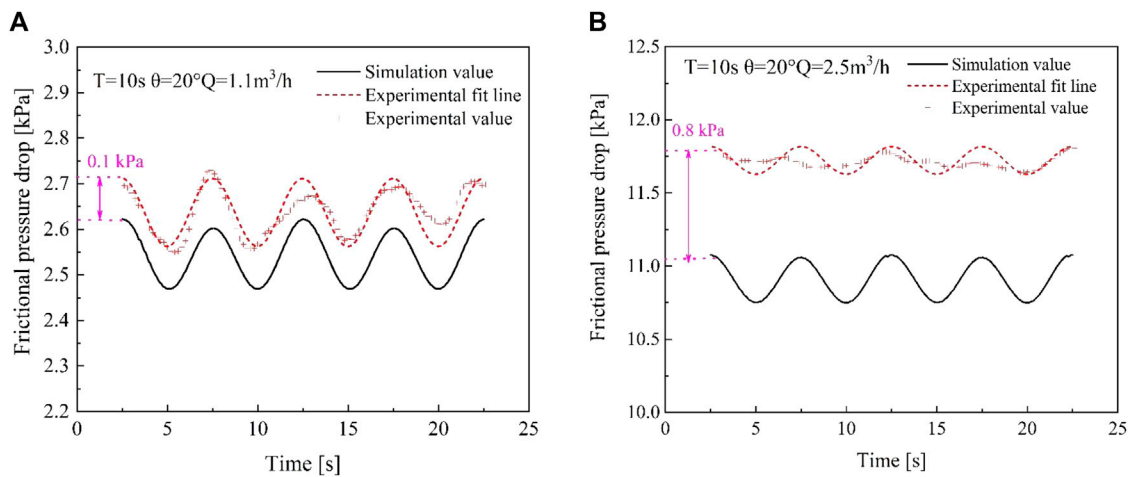 A
Frictional pressure drop [kPa]
3.0
2.9
2.8
2.7
2.6
2.5
2.4
2.3
2.2
T=10s θ=20°Q=1.1m³/h
Simulation value
Experimental fit line
Experimental value
0.1 kPa
0 5 10 15 20 25
Time [s]
B
Frictional pressure drop [kPa]
12.5
12.0
11.5
11.0
10.5
10.0
T=10s θ=20°Q=2.5m³/h
Simulation value
Experimental fit line
Experimental value
0.8 kPa
0 5 10 15 20 25
Time [s]